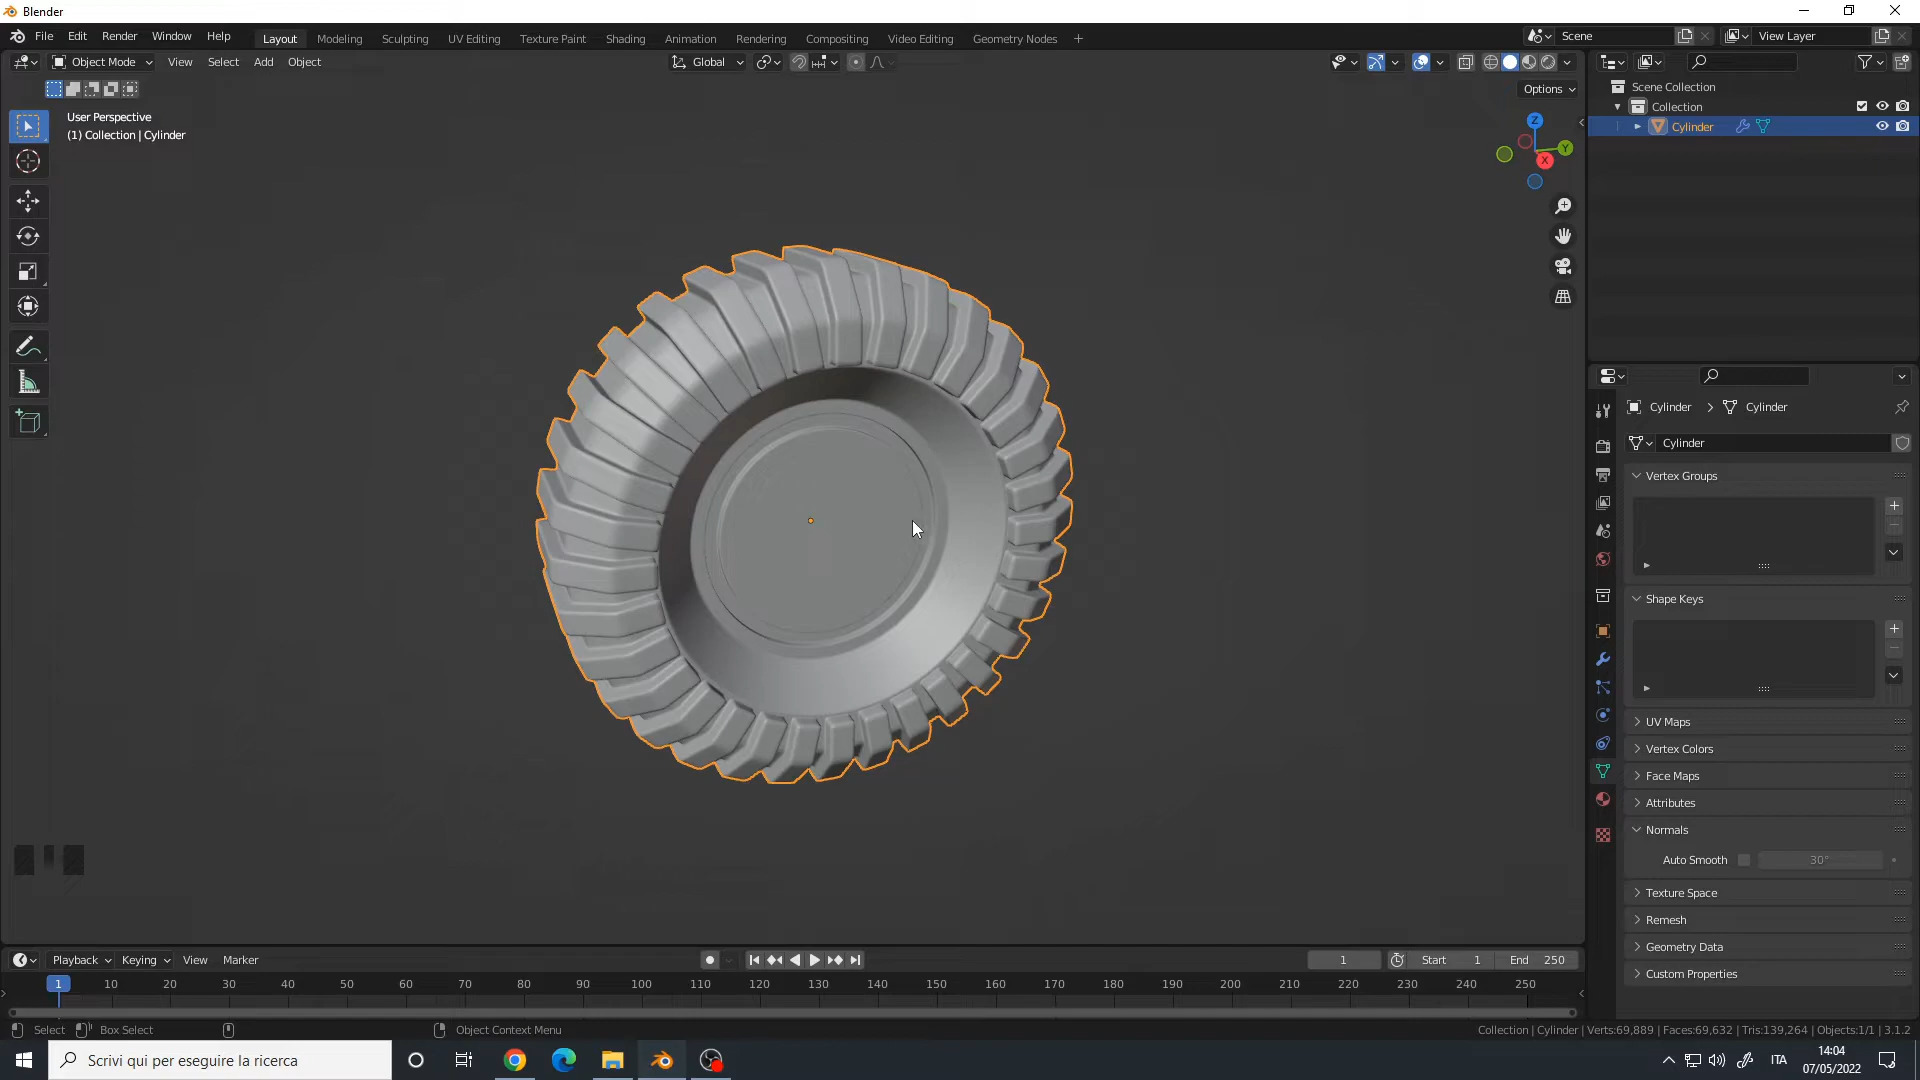 Blender
File Edit Render Window Help
Layout Modeling Sculpting UV Editing Texture Paint Shading Animation Rendering Compositing Video Editing Geometry Nodes +
Scene
View Layer
Object Mode View Select Add Object
Global
Options
User Perspective
(1) Collection | Cylinder
Z
Y
X
Scene Collection
Collection
Cylinder
Cylinder > Cylinder
Cylinder
Vertex Groups
Shape Keys
UV Maps
Vertex Colors
Face Maps
Attributes
Normals
Auto Smooth 30°
Texture Space
Remesh
Geometry Data
Custom Properties
Playback Keying View Marker
1 Start 1 End 250
1 10 20 30 40 50 60 70 80 90 100 110 120 130 140 150 160 170 180 190 200 210 220 230 240 250
Select Box Select Object Context Menu
Collection | Cylinder | Verts:69,889 | Faces:69,632 | Tris:139,264 | Objects:1/1 | 3.1.2
Scrivi qui per eseguire la ricerca
ITA
14:04
07/05/2022